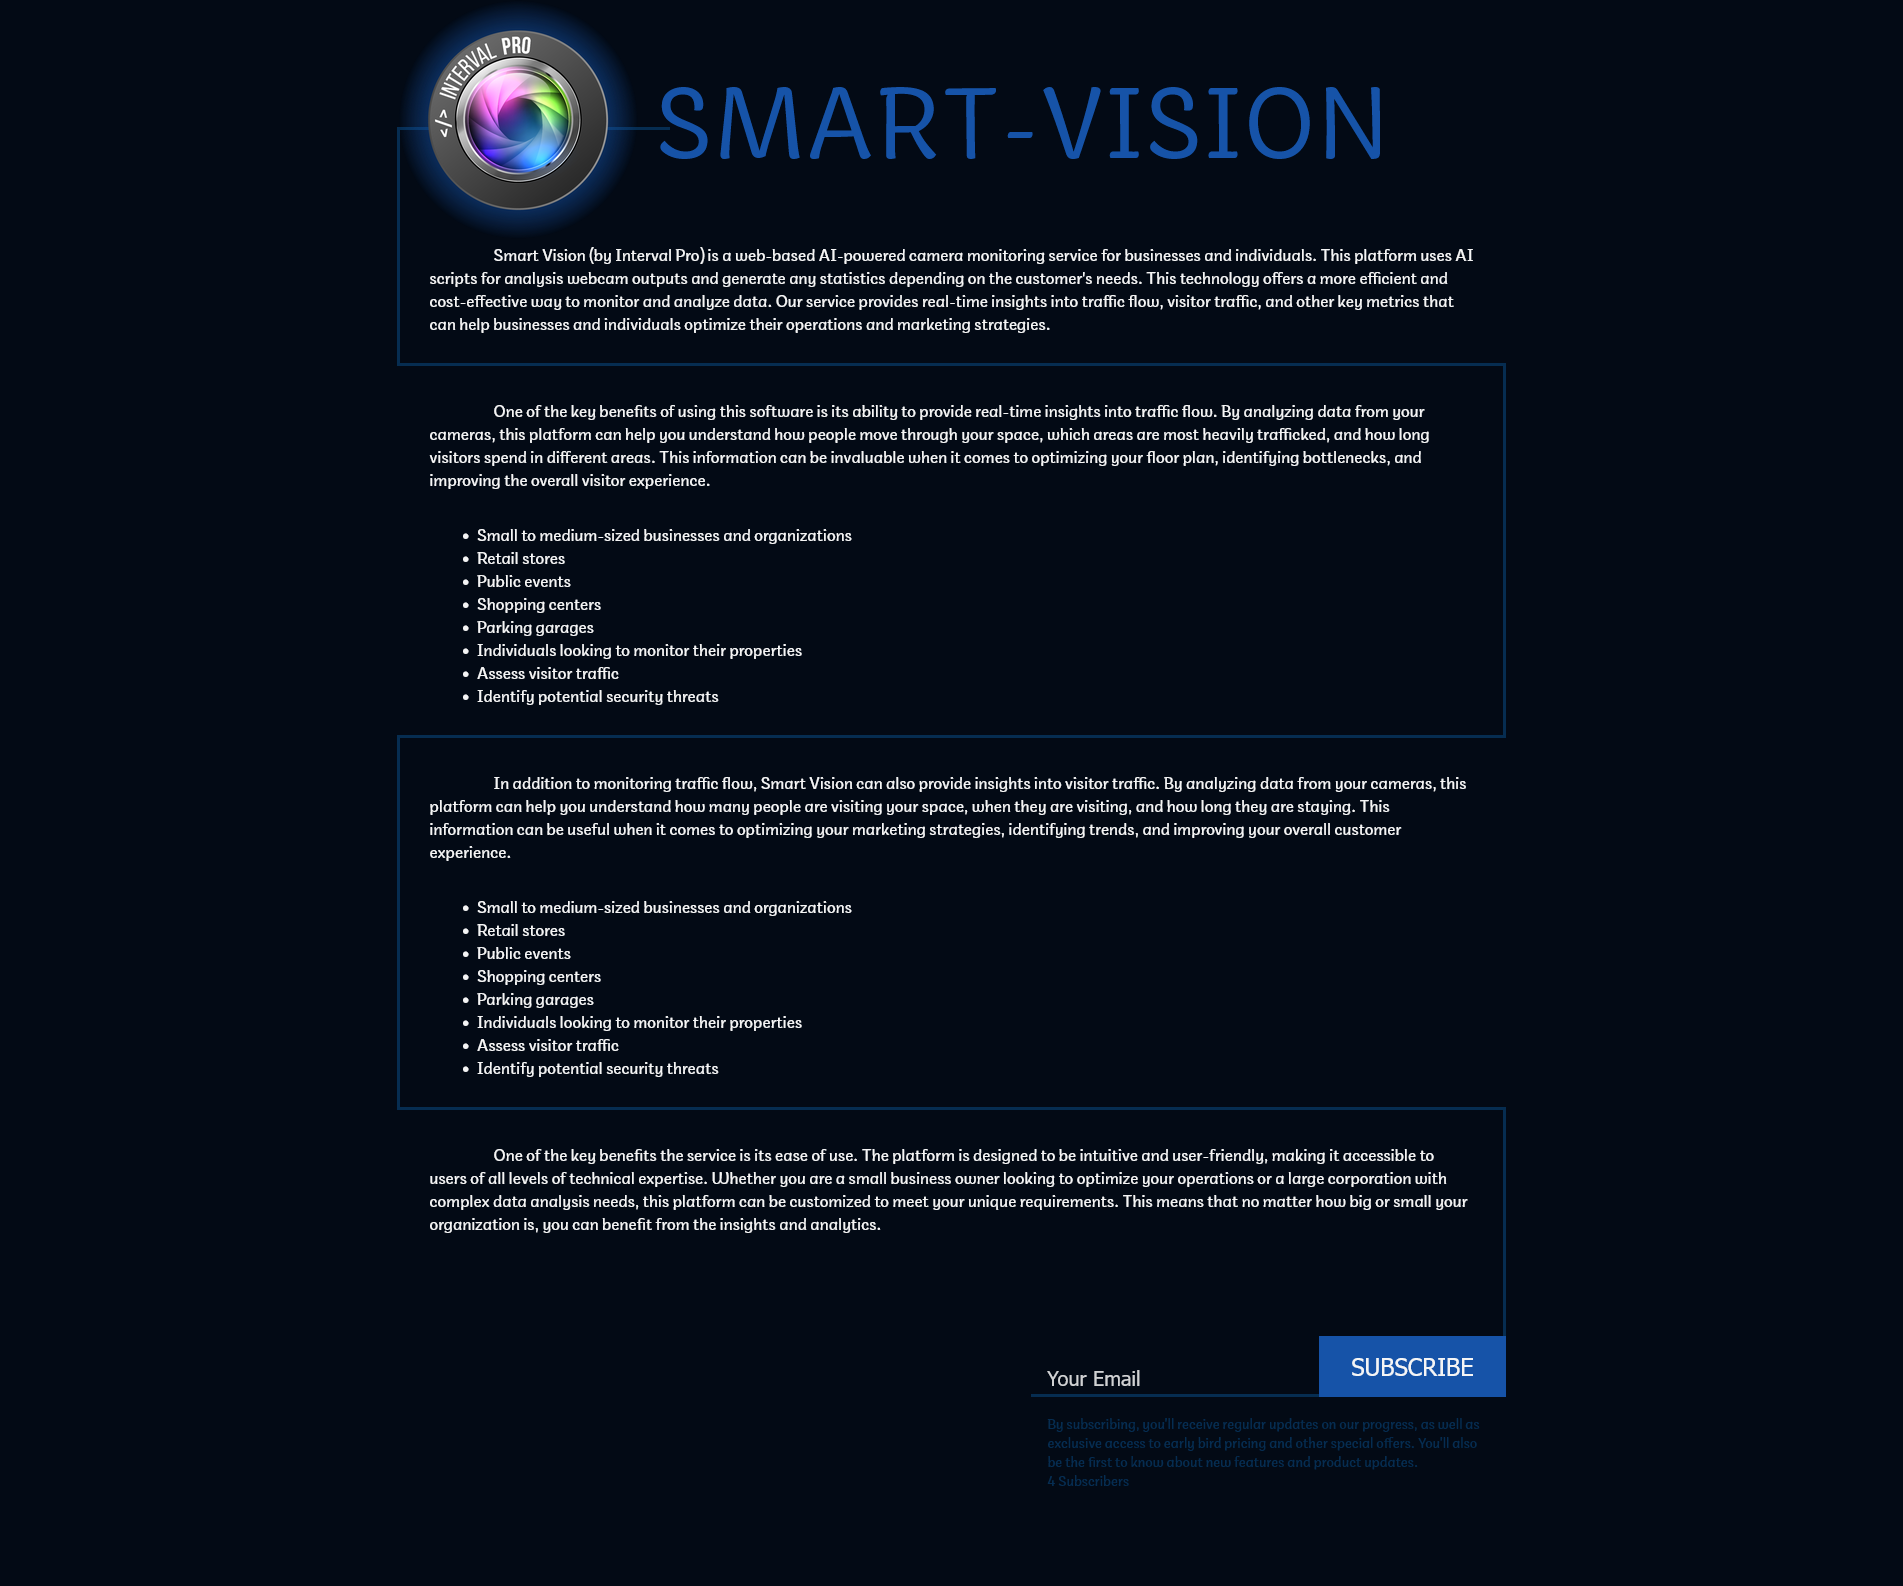 </> INTERVAL PRO
SMART-VISION
Smart Vision (by Interval Pro) is a web-based AI-powered camera monitoring service for businesses and individuals. This platform uses AI
scripts for analysis webcam outputs and generate any statistics depending on the customer's needs. This technology offers a more efficient and
cost-effective way to monitor and analyze data. Our service provides real-time insights into traffic flow, visitor traffic, and other key metrics that
can help businesses and individuals optimize their operations and marketing strategies.
One of the key benefits of using this software is its ability to provide real-time insights into traffic flow. By analyzing data from your
cameras, this platform can help you understand how people move through your space, which areas are most heavily trafficked, and how long
visitors spend in different areas. This information can be invaluable when it comes to optimizing your floor plan, identifying bottlenecks, and
improving the overall visitor experience.
• Small to medium-sized businesses and organizations
• Retail stores
• Public events
• Shopping centers
• Parking garages
• Individuals looking to monitor their properties
• Assess visitor traffic
• Identify potential security threats
In addition to monitoring traffic flow, Smart Vision can also provide insights into visitor traffic. By analyzing data from your cameras, this
platform can help you understand how many people are visiting your space, when they are visiting, and how long they are staying. This
information can be useful when it comes to optimizing your marketing strategies, identifying trends, and improving your overall customer
experience.
• Small to medium-sized businesses and organizations
• Retail stores
• Public events
• Shopping centers
• Parking garages
• Individuals looking to monitor their properties
• Assess visitor traffic
• Identify potential security threats
One of the key benefits the service is its ease of use. The platform is designed to be intuitive and user-friendly, making it accessible to
users of all levels of technical expertise. Whether you are a small business owner looking to optimize your operations or a large corporation with
complex data analysis needs, this platform can be customized to meet your unique requirements. This means that no matter how big or small your
organization is, you can benefit from the insights and analytics.
Your Email
SUBSCRIBE
By subscribing, you'll receive regular updates on our progress, as well as
exclusive access to early bird pricing and other special offers. You'll also
be the first to know about new features and product updates.
4 Subscribers